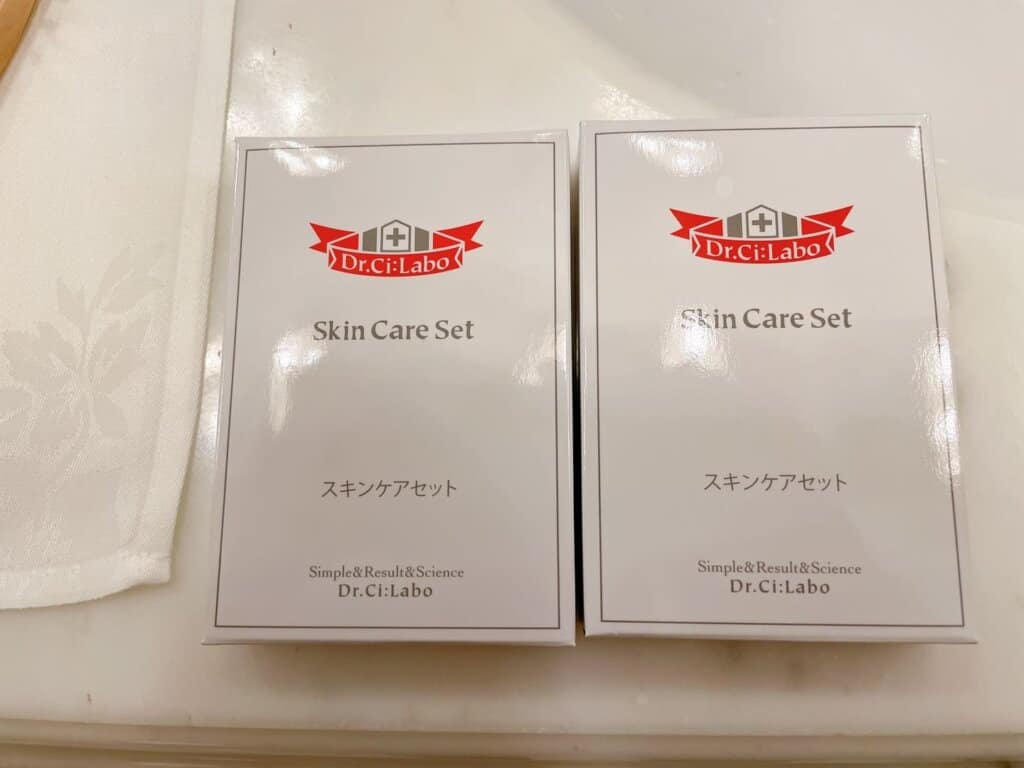 Dr.Ci:Labo
Skin Care Set
スキンケアセット
Simple&Result&Science
Dr.Ci:Labo
Dr.Ci:Labo
Skin Care Set
スキンケアセット
Simple&Result&Science
Dr.Ci:Labo